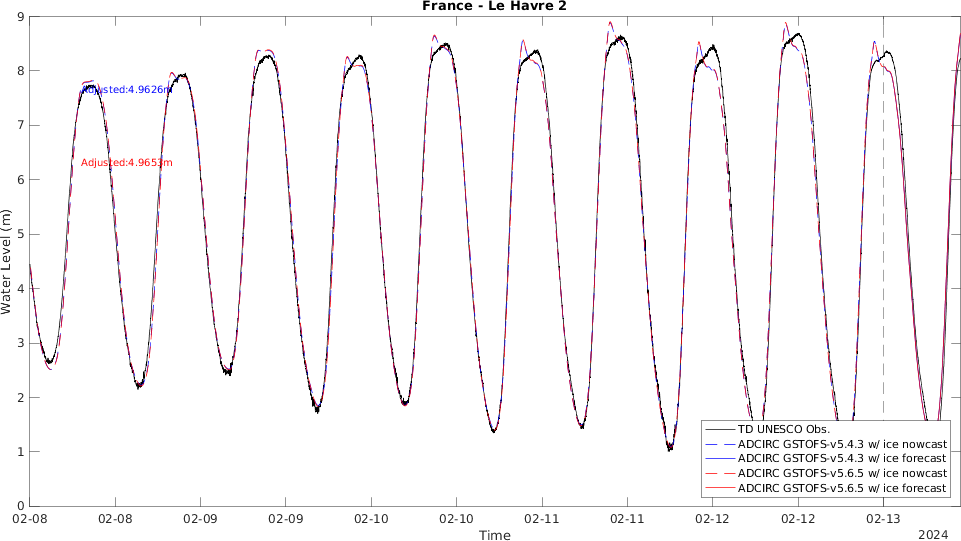 France - Le Havre 2
9
8
7
6
5
4
3
2
1
0
Water Level (m)
Adjusted:4.9626m
Adjusted:4.9653m
TD UNESCO Obs.
ADCIRC GSTOFS-v5.4.3 w/ ice nowcast
ADCIRC GSTOFS-v5.4.3 w/ ice forecast
ADCIRC GSTOFS-v5.6.5 w/ ice nowcast
ADCIRC GSTOFS-v5.6.5 w/ ice forecast
02-08 02-08 02-09 02-09 02-10 02-10 02-11 02-11 02-12 02-12 02-13
Time
2024